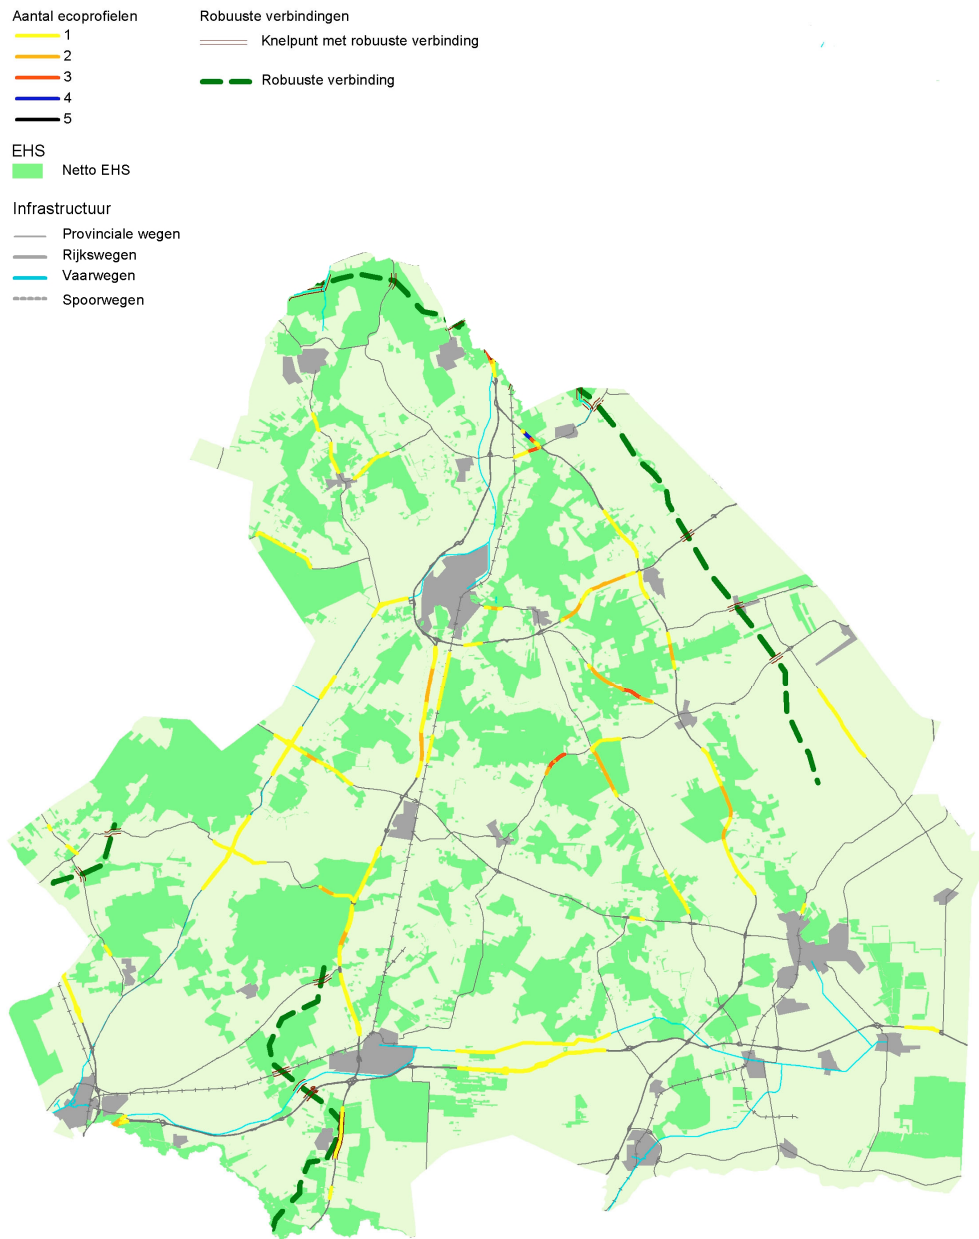 Aantal ecoprofielen
1
2
3
4
5
EHS
Netto EHS
Infrastructuur
Provinciale wegen
Rijkswegen
Vaarwegen
Spoorwegen
Robuuste verbindingen
Knelpunt met robuuste verbinding
Robuuste verbinding